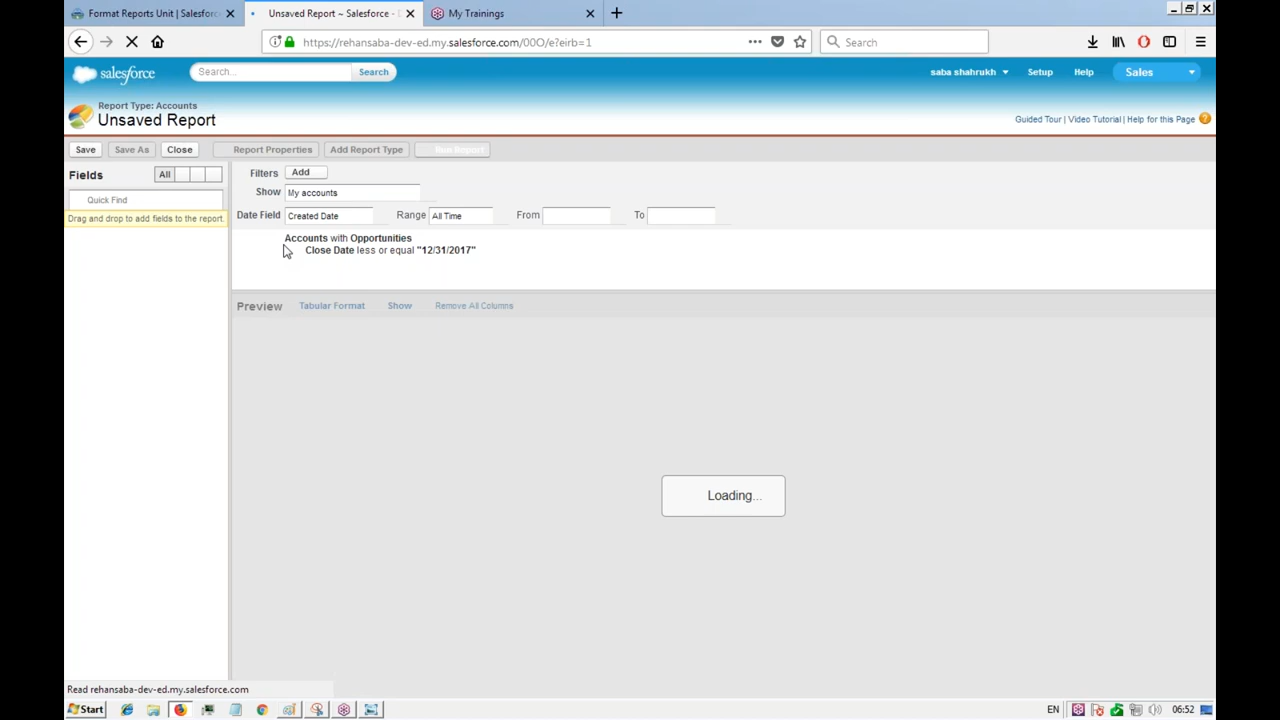 Format Reports Unit | Salesforc
Unsaved Report ~ Salesforce - D
My Trainings
https://rehansaba-dev-ed.my.salesforce.com/00O/e?eirb=1
Search
salesforce
Search...
Search
saba shahrukh
Setup
Help
Sales
Report Type: Accounts
Unsaved Report
Guided Tour | Video Tutorial | Help for this Page
Save
Save As
Close
Report Properties
Add Report Type
Run Report
Fields
All
Quick Find
Drag and drop to add fields to the report.
Filters
Add
Show
My accounts
Date Field
Created Date
Range
All Time
From
To
Accounts with Opportunities
Close Date less or equal "12/31/2017"
Preview
Tabular Format
Show
Remove All Columns
Loading...
Read rehansaba-dev-ed.my.salesforce.com
Start
EN
06:52